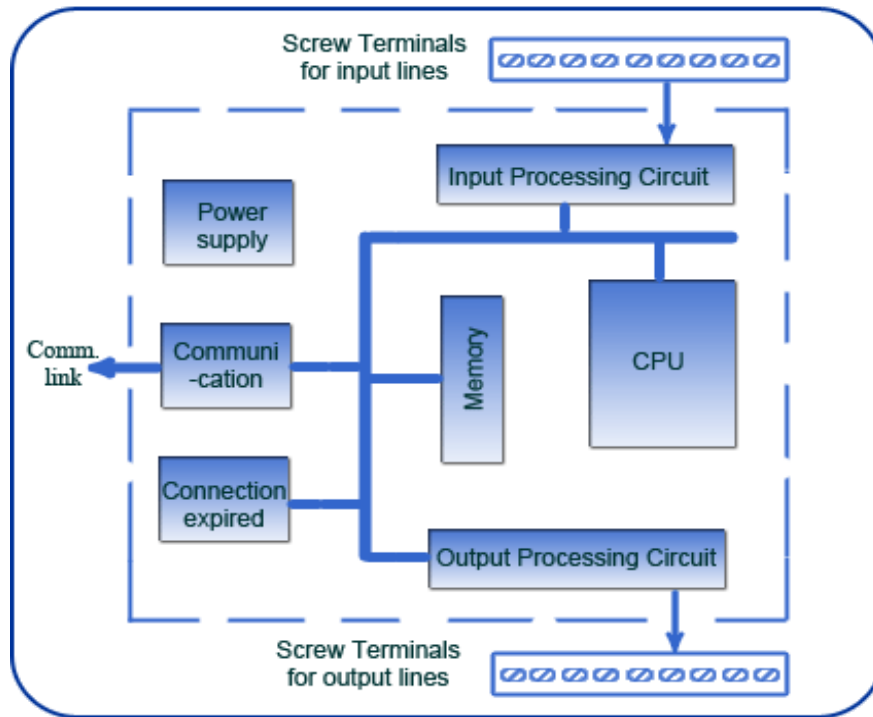 Screw Terminals
for input lines
Input Processing Circuit
Power
supply
Comm.
link
Communi
-cation
Memory
CPU
Connection
expired
Output Processing Circuit
Screw Terminals
for output lines